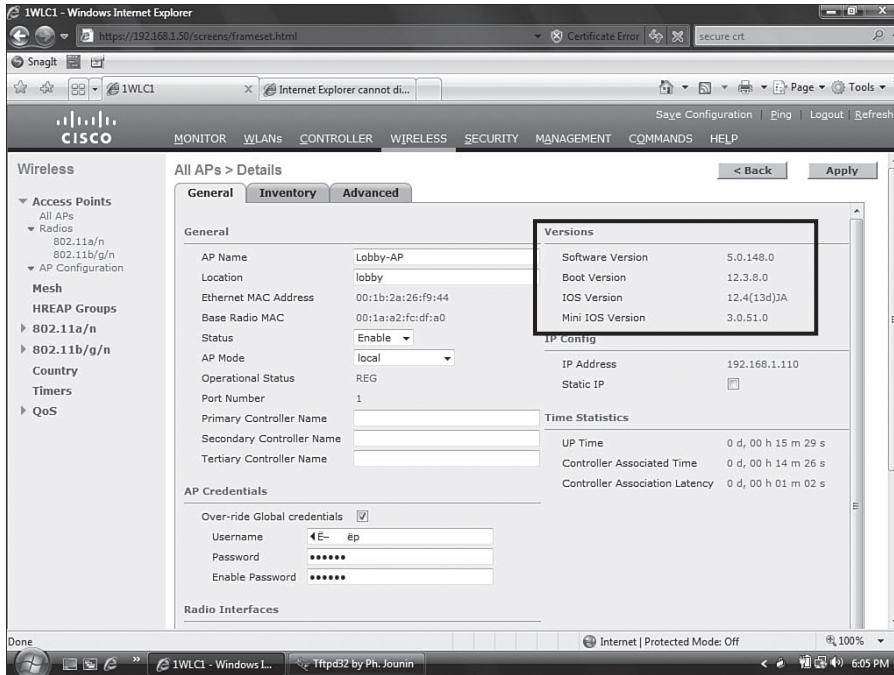 1WLC1 - Windows Internet Explorer
https://192.168.1.50/screens/frameset.html
Certificate Error
secure crt
SnagIt
1WLC1
Internet Explorer cannot di...
Page
Tools
Save Configuration | Ping | Logout | Refresh
CISCO
MONITOR WLANs CONTROLLER WIRELESS SECURITY MANAGEMENT COMMANDS HELP
Wireless
Access Points
All APs
Radios
802.11a/n
802.11b/g/n
AP Configuration
Mesh
HREAP Groups
802.11a/n
802.11b/g/n
Country
Timers
QoS
All APs > Details
< Back
Apply
General Inventory Advanced
General
AP Name Lobby-AP
Location lobby
Ethernet MAC Address 00:1b:2a:26:f9:44
Base Radio MAC 00:1a:a2:fc:df:a0
Status Enable
AP Mode local
Operational Status REG
Port Number 1
Primary Controller Name
Secondary Controller Name
Tertiary Controller Name
AP Credentials
Over-ride Global credentials
Username
Password ••••••
Enable Password ••••••
Radio Interfaces
Versions
Software Version 5.0.148.0
Boot Version 12.3.8.0
IOS Version 12.4(13d)JA
Mini IOS Version 3.0.51.0
IP Config
IP Address 192.168.1.110
Static IP
Time Statistics
UP Time 0 d, 00 h 15 m 29 s
Controller Associated Time 0 d, 00 h 14 m 26 s
Controller Association Latency 0 d, 00 h 01 m 02 s
Done
Internet | Protected Mode: Off
100%
1WLC1 - Windows I...
Tftpd32 by Ph. Jounin
6:05 PM